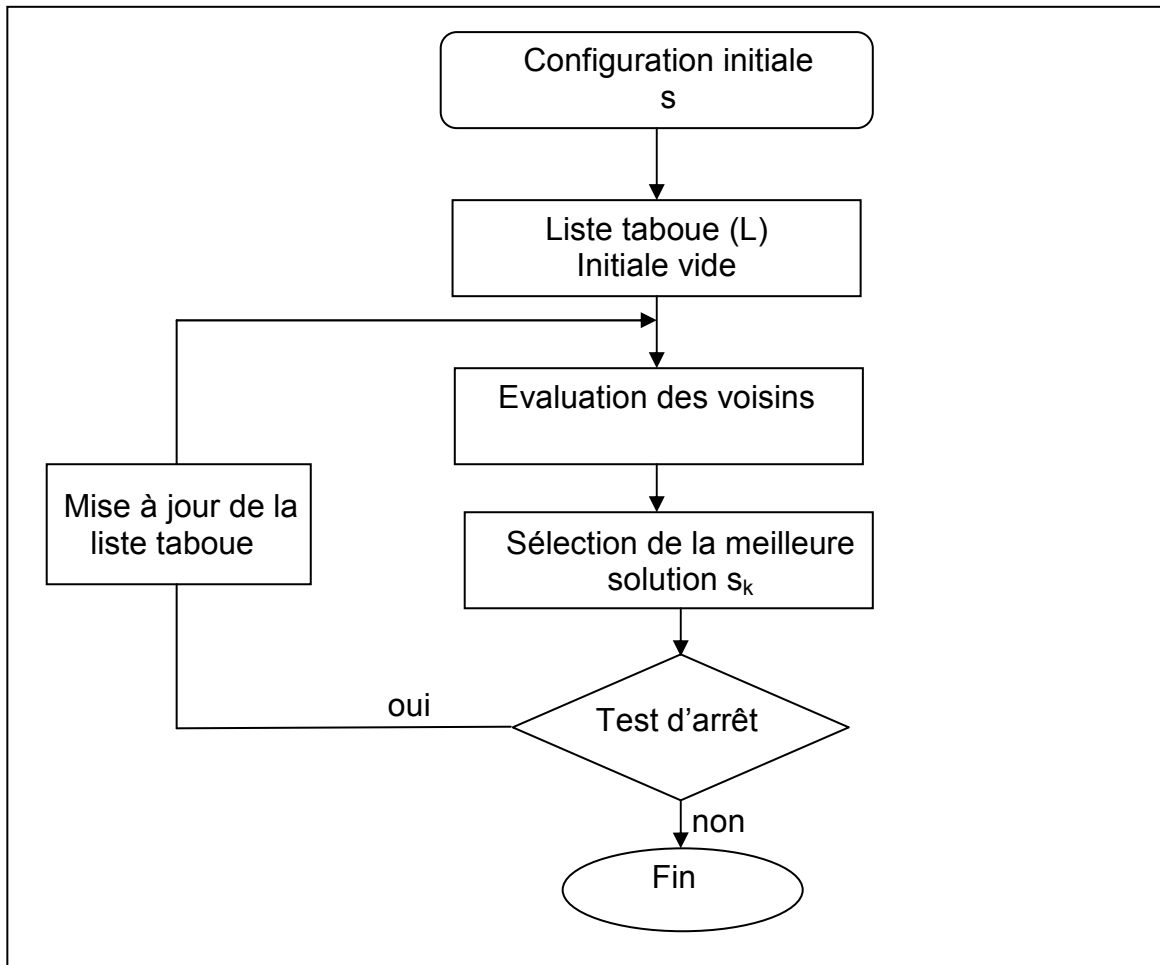 Configuration initiale
s
Liste taboue (L)
Initiale vide
Evaluation des voisins
Mise à jour de la
liste taboue
Sélection de la meilleure
solution sₖ
oui
Test d’arrêt
non
Fin